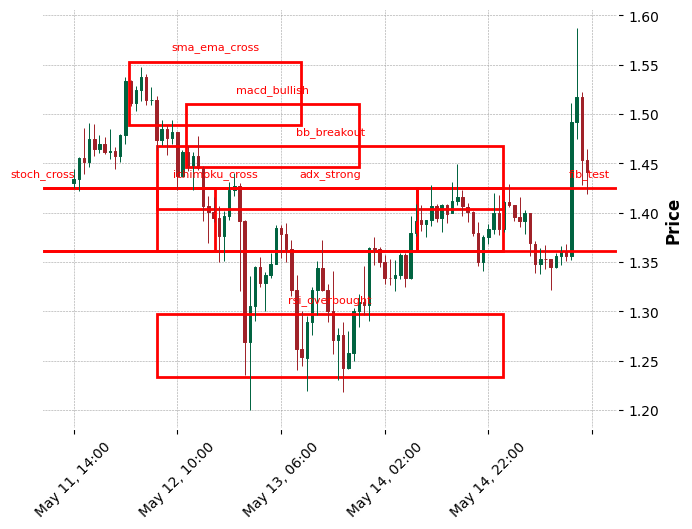 sma_ema_cross
macd_bullish
bb_breakout
stoch_cross
adx_strong
rsi_overbought
1.60
1.55
1.50
1.45
1.40
1.35
1.30
1.25
1.20
Price
May 11, 14:00
May 12, 10:00
May 13, 06:00
May 14, 02:00
May 14, 22:00